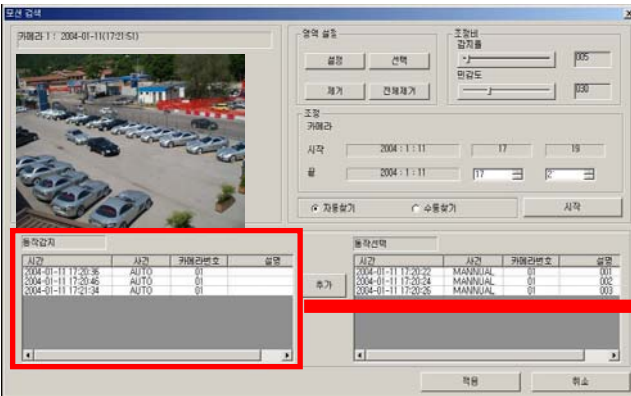 모션 검색
카메라 1 : 2004-01-11(17:21:51)
영역 설정
설정
선택
제거
전체제거
조정비
감지율
005
민감도
030
조정
카메라
시작
2004 : 1 : 11
17
19
끝
2004 : 1 : 11
17
2
자동찾기
수동찾기
시작
동작감지
시간 사건 카메라번호 설명
2004-01-11 17:20:36 AUTO 01
2004-01-11 17:20:46 AUTO 01
2004-01-11 17:21:34 AUTO 01
추가
동작선택
시간 사건 카메라번호 설명
2004-01-11 17:20:22 MANNUAL 01 001
2004-01-11 17:20:24 MANNUAL 01 002
2004-01-11 17:20:26 MANNUAL 01 003
적용
취소